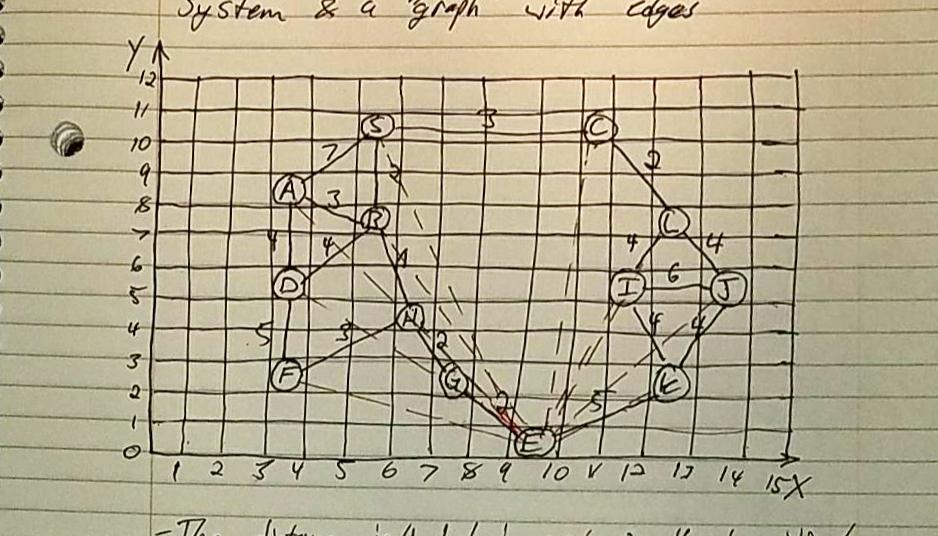 System & a graph with edges
Y
12
11
10
9
8
7
6
5
4
3
2
1
0
1 2 3 4 5 6 7 8 9 10 11 12 13 14 15 X
S 3 C
7 2 2
A 3 B C
4 4 1 4 4
D I 6 J
5 3 H 2 4 4
F G K
2 5
E
- The